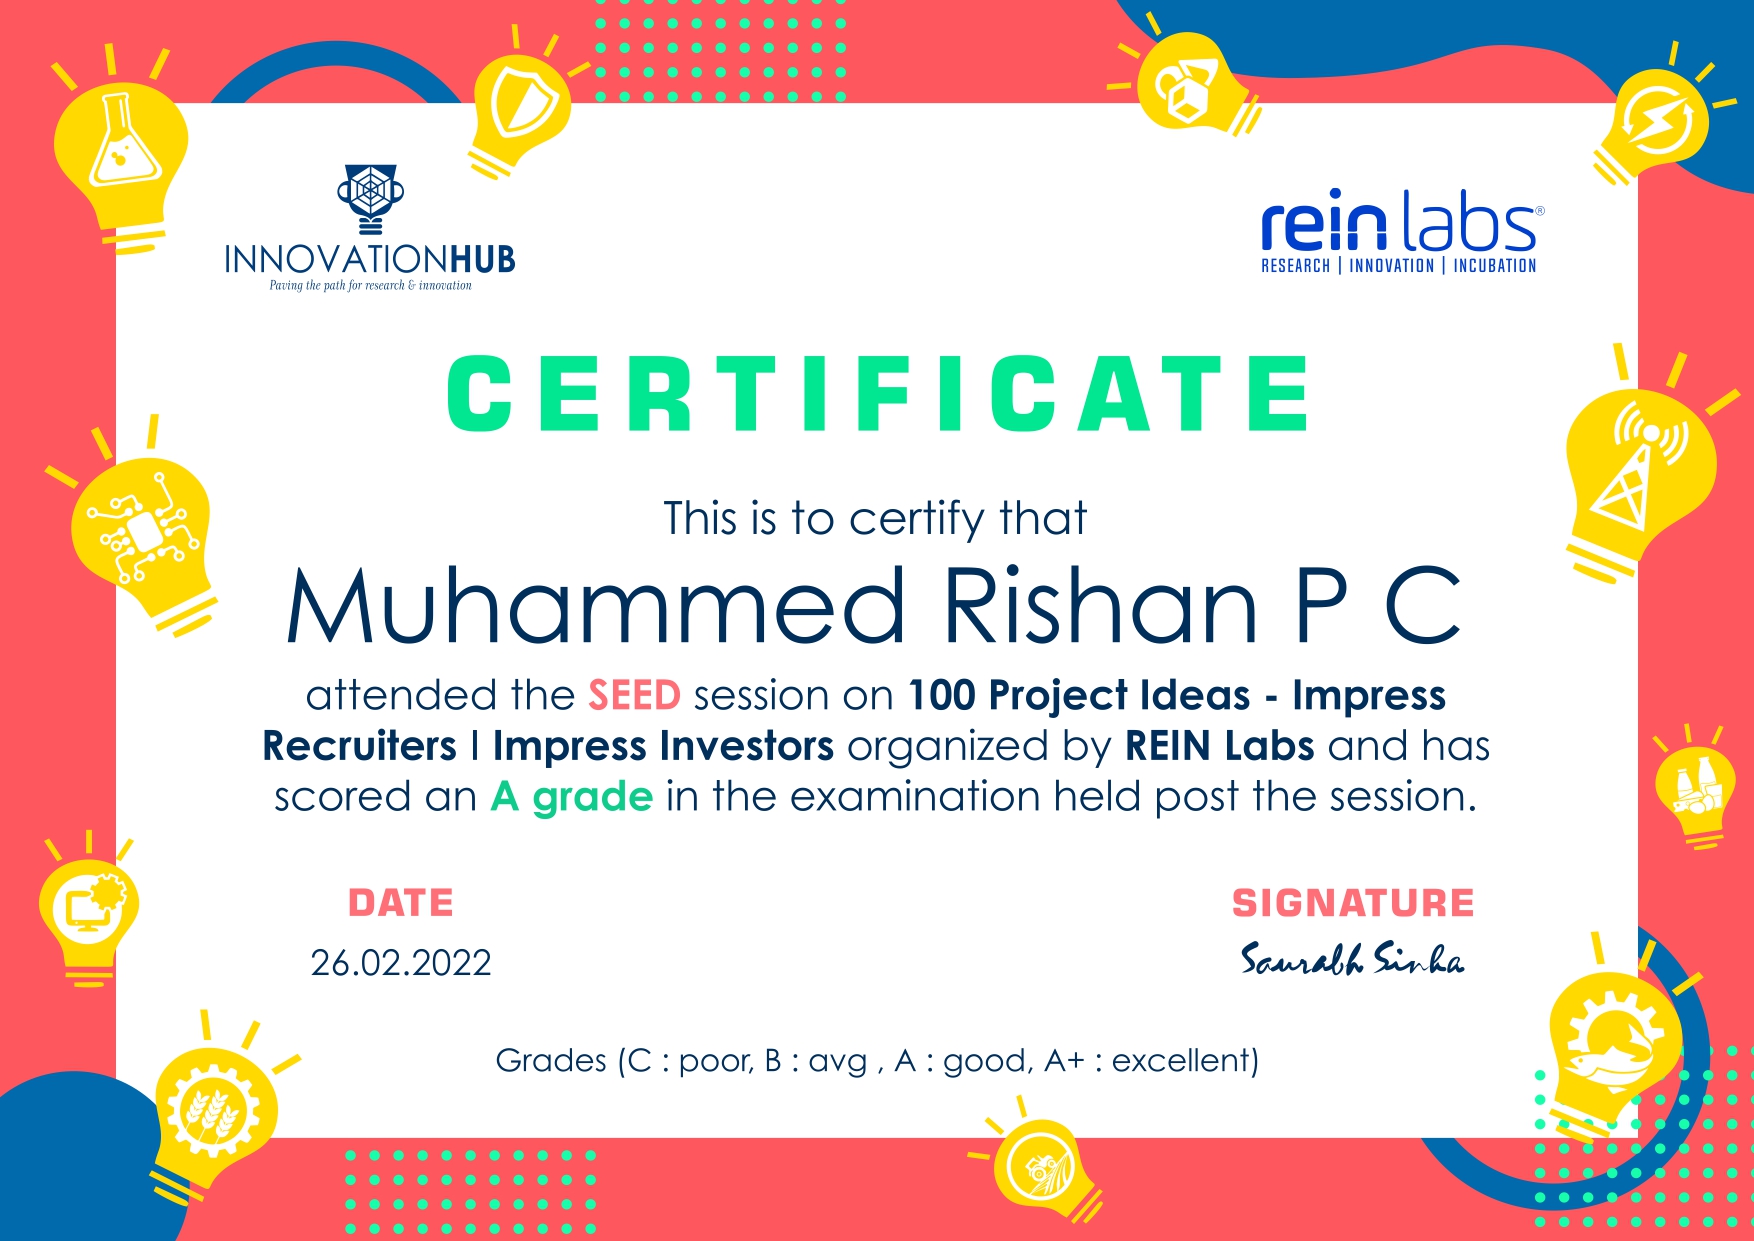 INNOVATIONHUB
Paving the path for research & innovation
rein labs®
RESEARCH | INNOVATION | INCUBATION
CERTIFICATE
This is to certify that
Muhammed Rishan P C
attended the SEED session on 100 Project Ideas - Impress
Recruiters I Impress Investors organized by REIN Labs and has
scored an A grade in the examination held post the session.
DATE
26.02.2022
SIGNATURE
Saurabh Sinha
Grades (C : poor, B : avg , A : good, A+ : excellent)